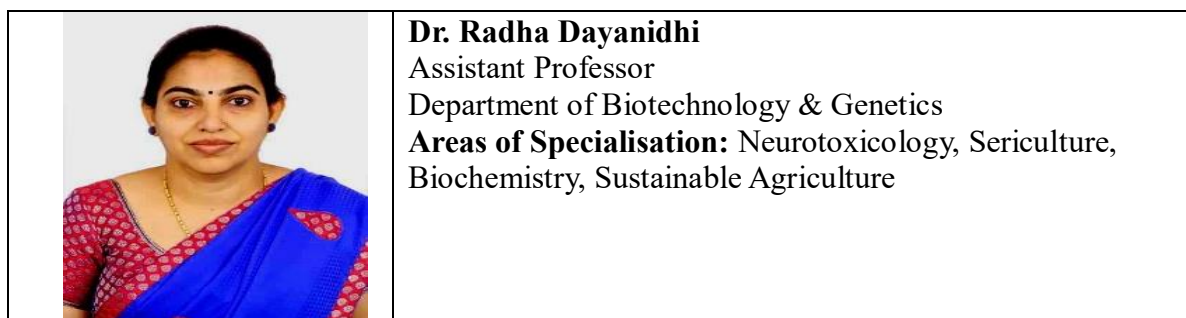 Dr. Radha Dayanidhi
Assistant Professor
Department of Biotechnology & Genetics
Areas of Specialisation: Neurotoxicology, Sericulture,
Biochemistry, Sustainable Agriculture